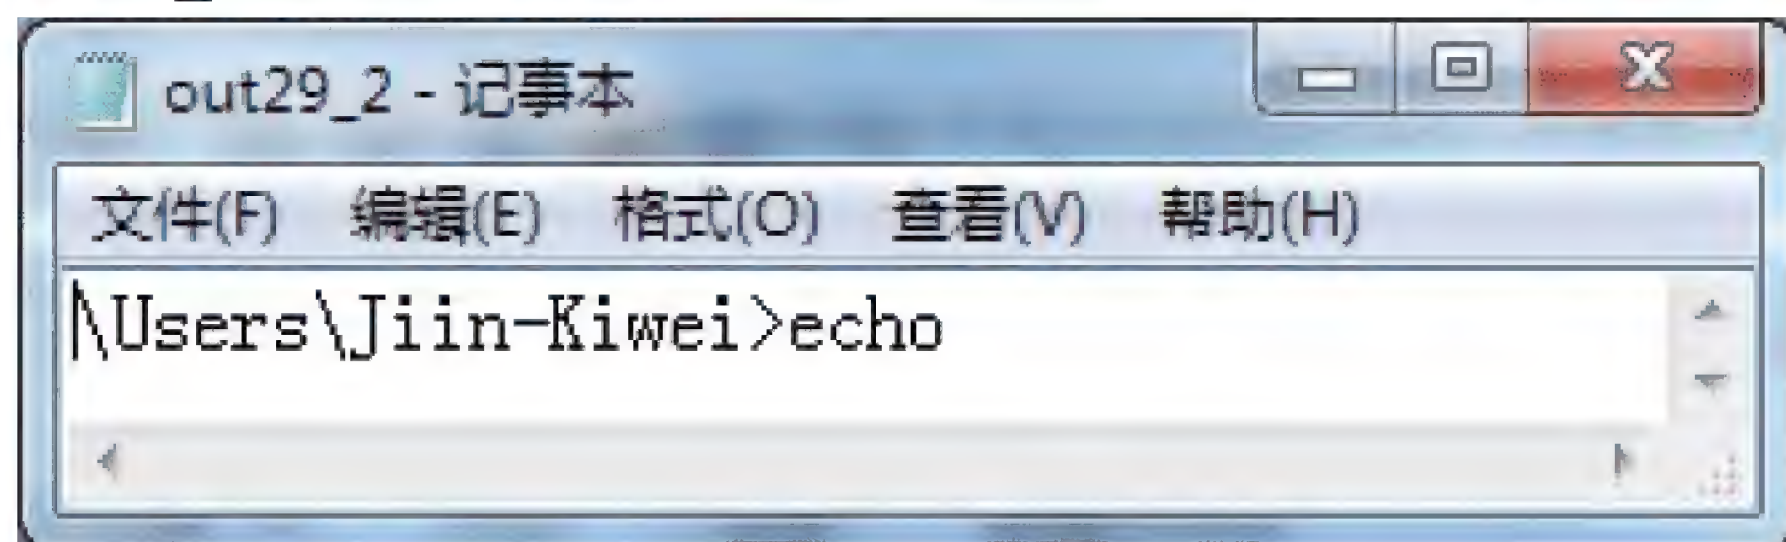 out29_2 - 记事本
文件(F) 编辑(E) 格式(O) 查看(V) 帮助(H)
\Users\Jiin-Kiwei>echo